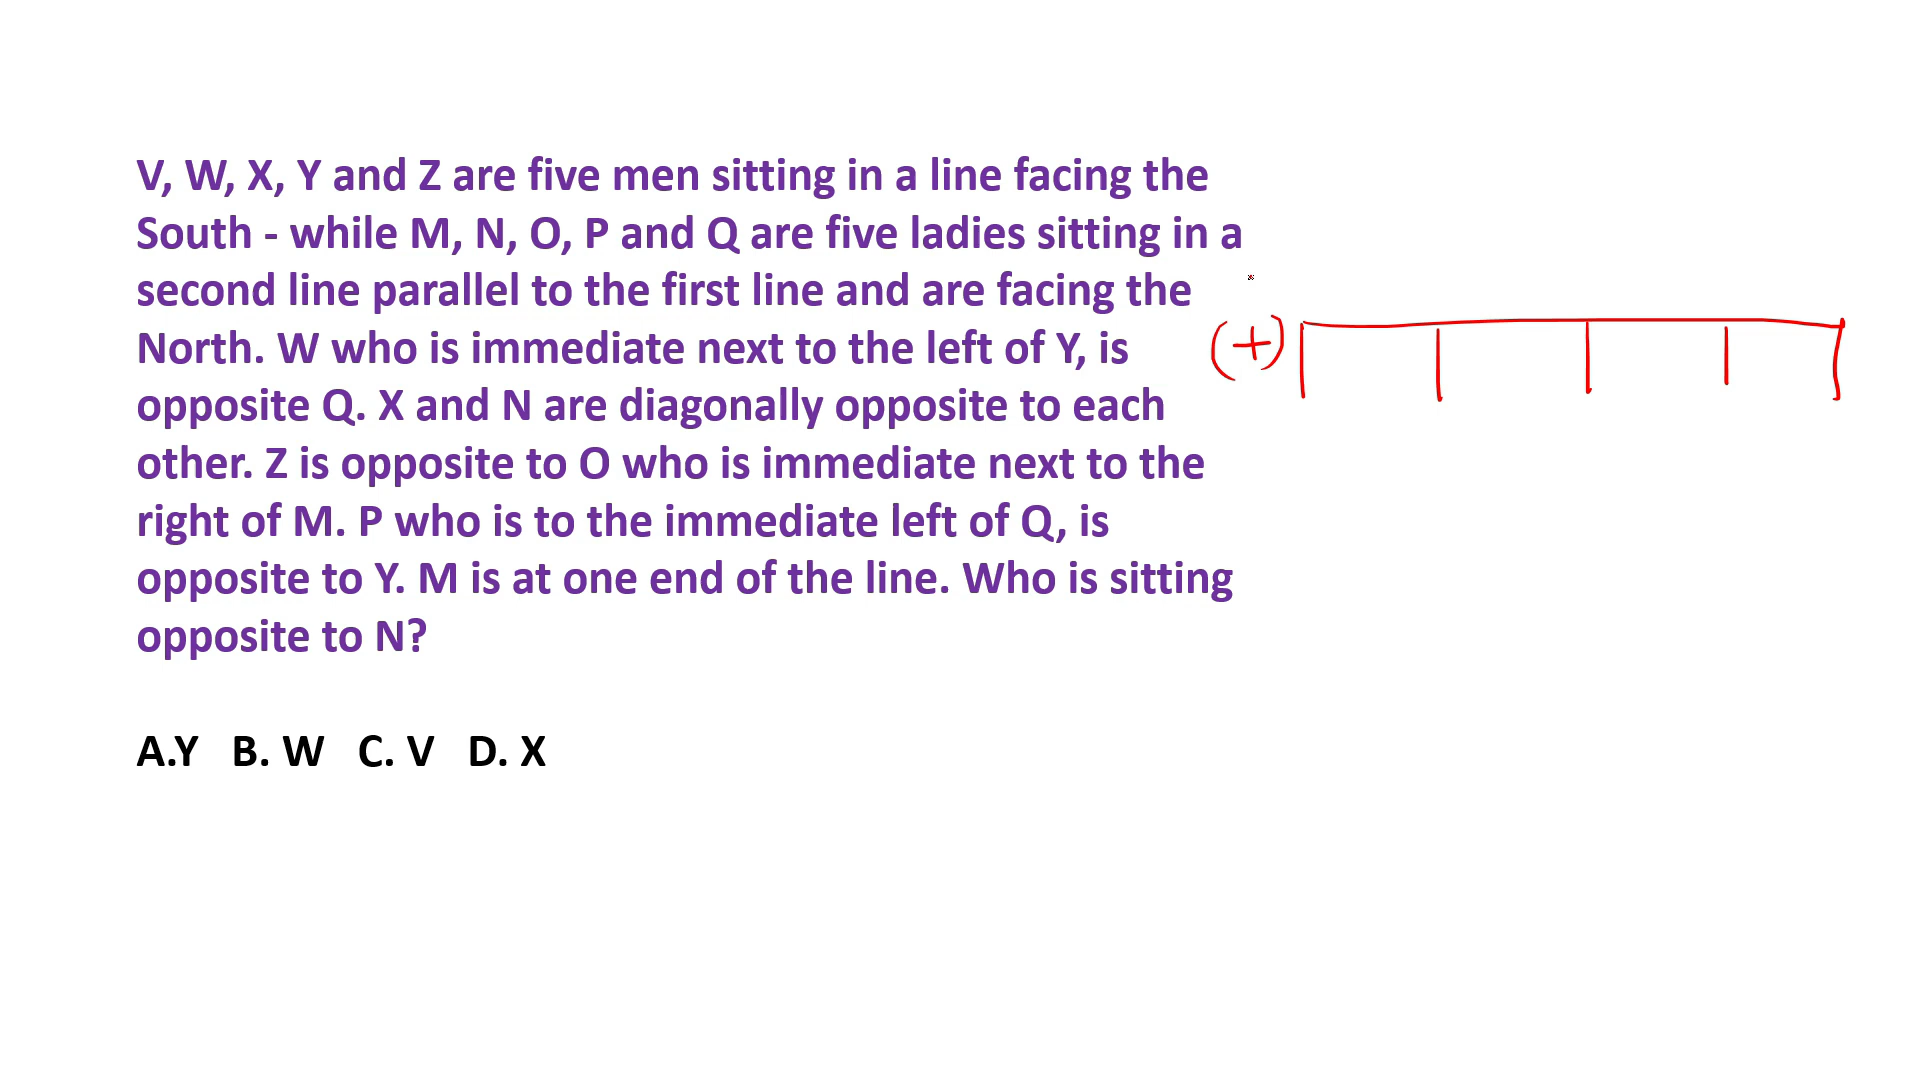 V, W, X, Y and Z are five men sitting in a line facing the
South - while M, N, O, P and Q are five ladies sitting in a
second line parallel to the first line and are facing the
North. W who is immediate next to the left of Y, is
opposite Q. X and N are diagonally opposite to each
other. Z is opposite to O who is immediate next to the
right of M. P who is to the immediate left of Q, is
opposite to Y. M is at one end of the line. Who is sitting
opposite to N?
(+)
A.Y B. W C. V D. X